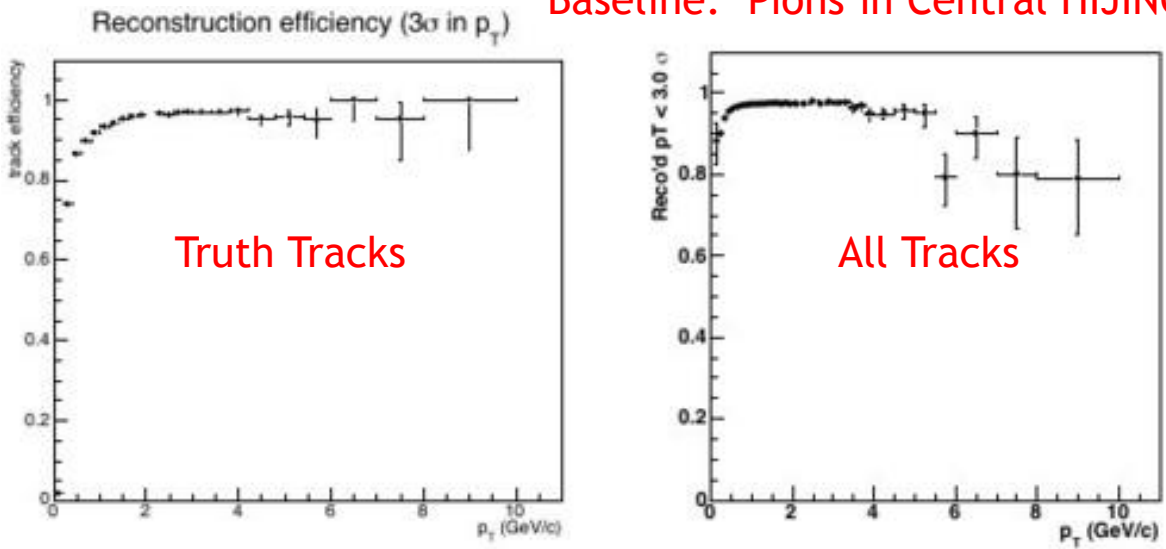 Baseline: Pions in Central HIJING
Reconstruction efficiency (3σ in p_T)
track efficiency
1
0.8
0.6
0.4
0.2
0
Truth Tracks
0 2 4 6 8 10
p_T (GeV/c)
Reco'd pT < 3.0 σ
1
0.8
0.6
0.4
0.2
0
All Tracks
0 2 4 6 8 10
p_T (GeV/c)